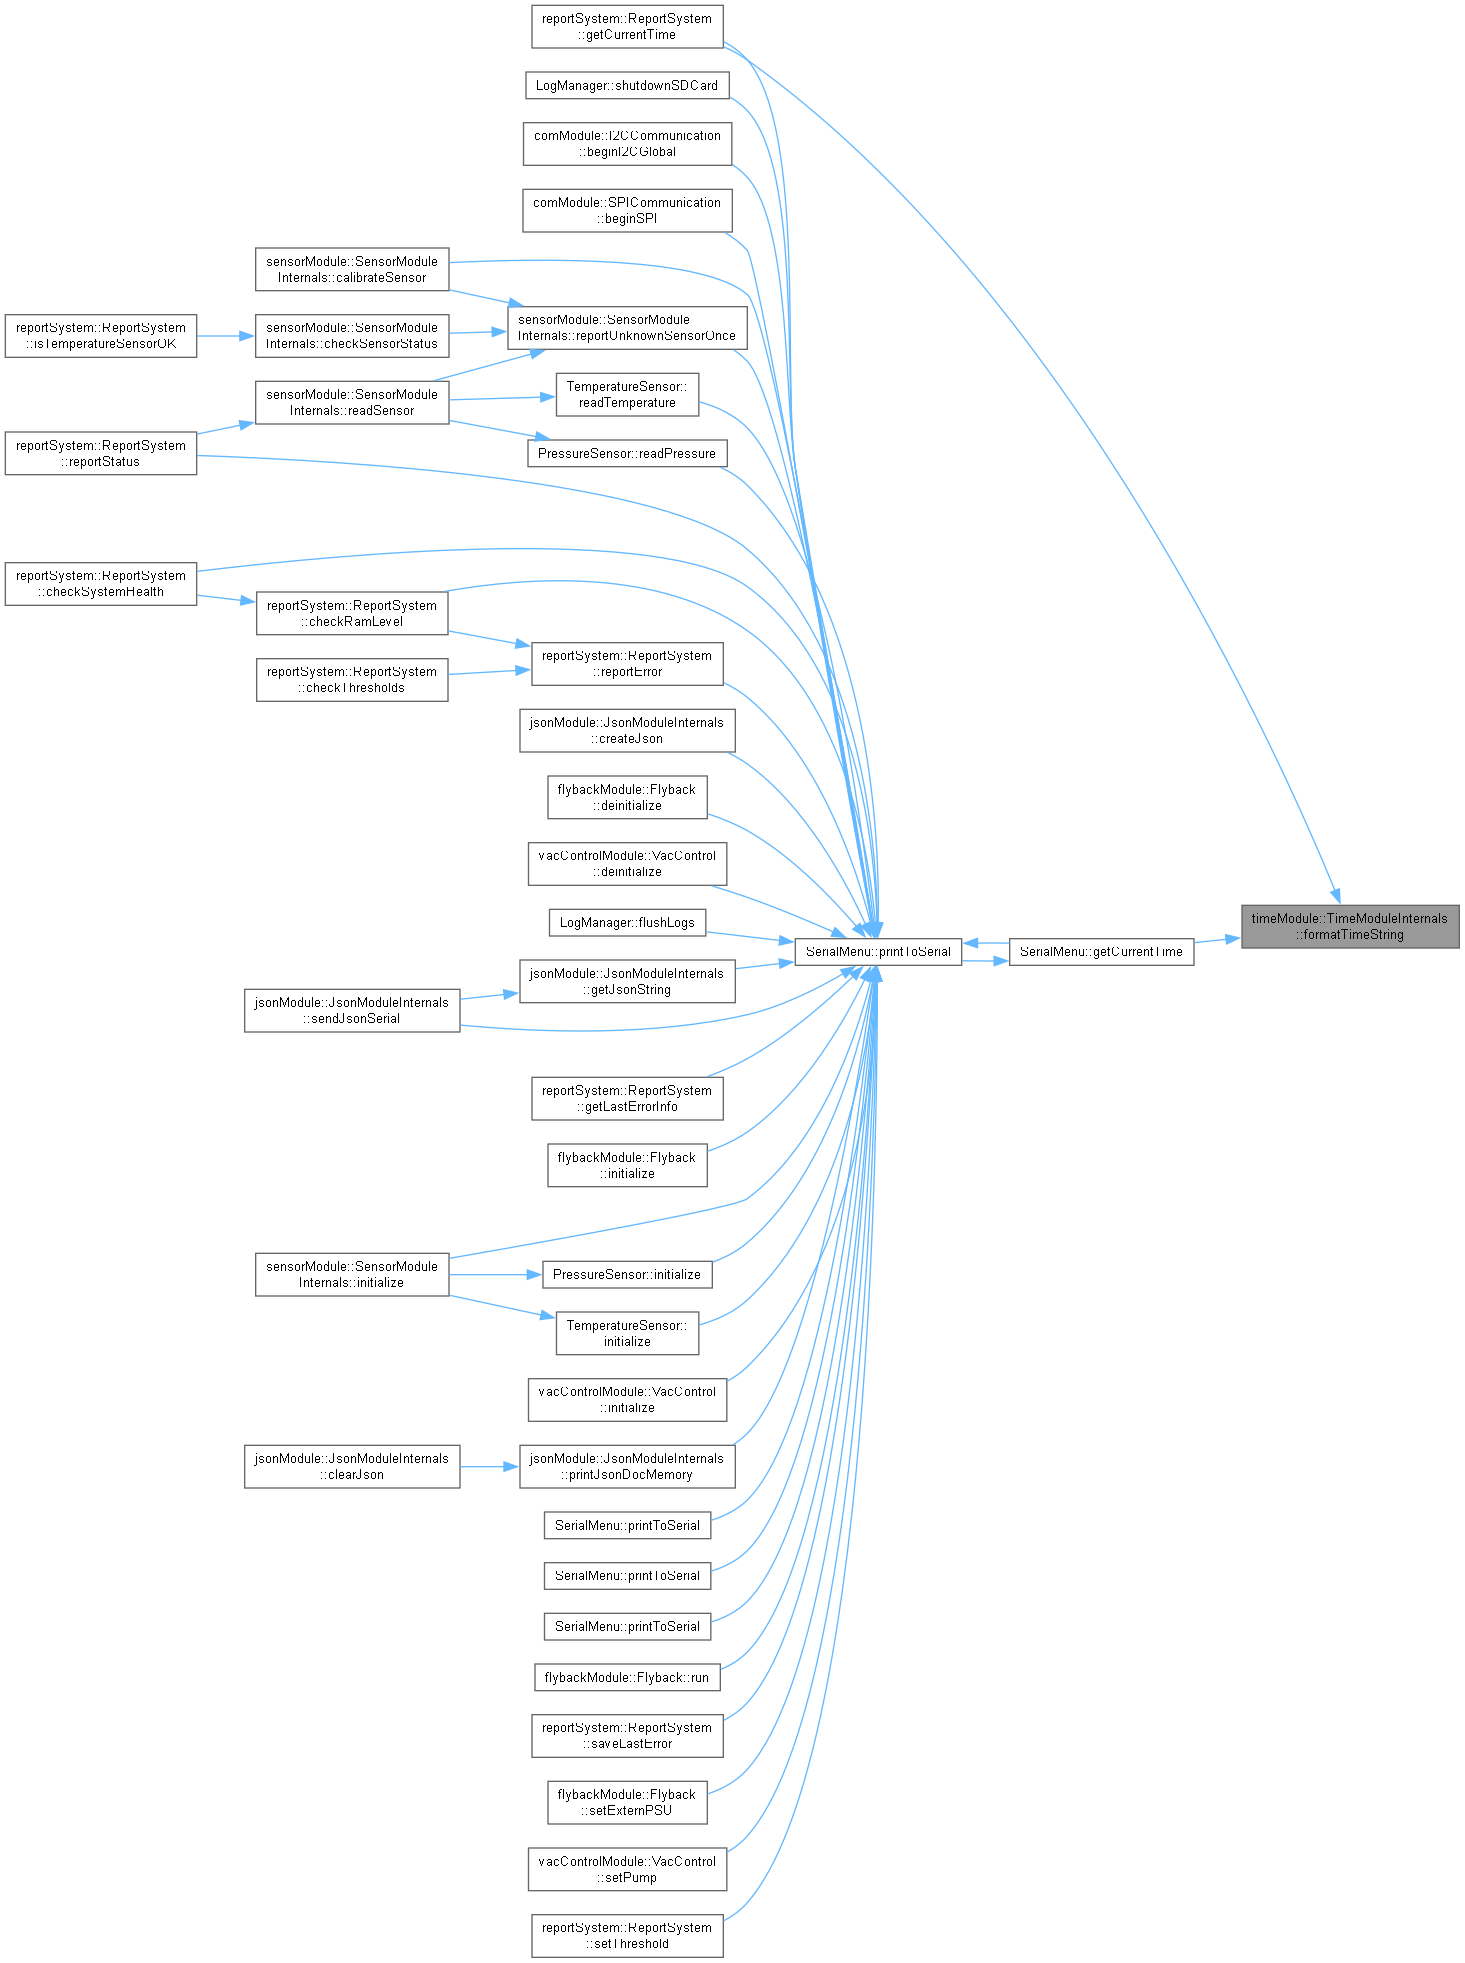 reportSystem::ReportSystem
::getCurrentTime
LogManager::shutdownSDCard
comModule::I2CCommunication
::beginI2CGlobal
comModule::SPICommunication
::beginSPI
sensorModule::SensorModule
Internals::calibrateSensor
reportSystem::ReportSystem
::isTemperatureSensorOK
sensorModule::SensorModule
Internals::checkSensorStatus
sensorModule::SensorModule
Internals::reportUnknownSensorOnce
sensorModule::SensorModule
Internals::readSensor
TemperatureSensor::
readTemperature
reportSystem::ReportSystem
::reportStatus
PressureSensor::readPressure
reportSystem::ReportSystem
::checkSystemHealth
reportSystem::ReportSystem
::checkRamLevel
reportSystem::ReportSystem
::checkThresholds
reportSystem::ReportSystem
::reportError
jsonModule::JsonModuleInternals
::createJson
flybackModule::Flyback
::deinitialize
vacControlModule::VacControl
::deinitialize
LogManager::flushLogs
SerialMenu::printToSerial
SerialMenu::getCurrentTime
timeModule::TimeModuleInternals
::formatTimeString
jsonModule::JsonModuleInternals
::getJsonString
jsonModule::JsonModuleInternals
::sendJsonSerial
reportSystem::ReportSystem
::getLastErrorInfo
flybackModule::Flyback
::initialize
sensorModule::SensorModule
Internals::initialize
PressureSensor::initialize
TemperatureSensor::
initialize
vacControlModule::VacControl
::initialize
jsonModule::JsonModuleInternals
::clearJson
jsonModule::JsonModuleInternals
::printJsonDocMemory
SerialMenu::printToSerial
SerialMenu::printToSerial
SerialMenu::printToSerial
flybackModule::Flyback::run
reportSystem::ReportSystem
::saveLastError
flybackModule::Flyback
::setExternPSU
vacControlModule::VacControl
::setPump
reportSystem::ReportSystem
::setThreshold